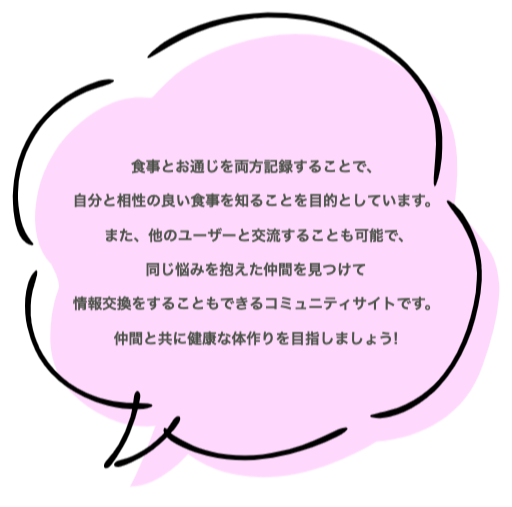 食事とお通じを両方記録することで、
自分と相性の良い食事を知ることを目的としています。
また、他のユーザーと交流することも可能で、
同じ悩みを抱えた仲間を見つけて
情報交換をすることもできるコミュニティサイトです。
仲間と共に健康な体作りを目指しましょう!